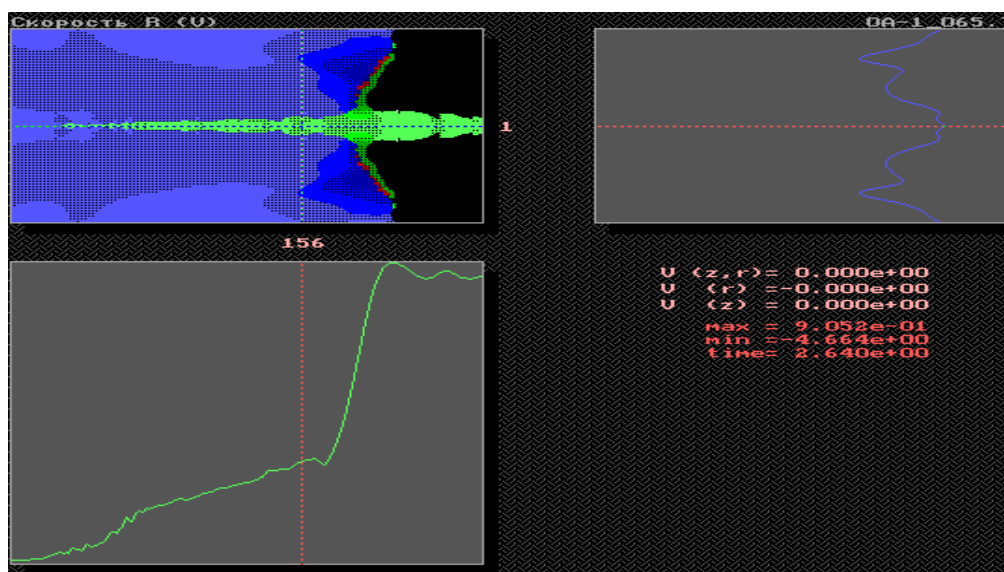 Скорость R (V)
OA-1_065.
1
156
V (z,r)= 0.000e+00
V (r) =-0.000e+00
V (z) = 0.000e+00
max = 9.052e-01
min =-4.664e+00
time= 2.640e+00